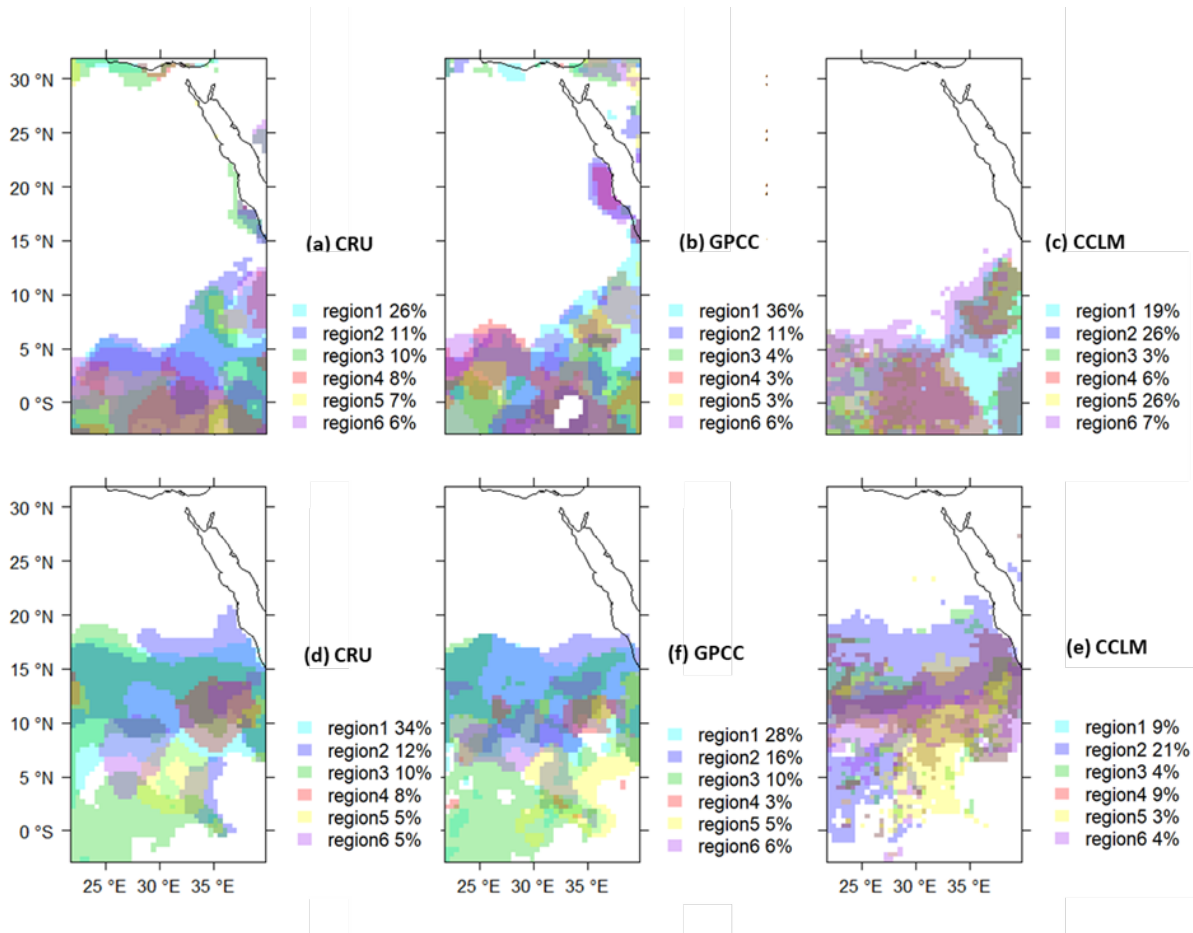 30 °N
25 °N
20 °N
15 °N
10 °N
5 °N
0 °S
(a) CRU
region1 26%
region2 11%
region3 10%
region4 8%
region5 7%
region6 6%
25 °E 30 °E 35 °E
(b) GPCC
region1 36%
region2 11%
region3 4%
region4 3%
region5 3%
region6 6%
(c) CCLM
region1 19%
region2 26%
region3 3%
region4 6%
region5 26%
region6 7%
30 °N
25 °N
20 °N
15 °N
10 °N
5 °N
0 °S
(d) CRU
region1 34%
region2 12%
region3 10%
region4 8%
region5 5%
region6 5%
(f) GPCC
region1 28%
region2 16%
region3 10%
region4 3%
region5 5%
region6 6%
(e) CCLM
region1 9%
region2 21%
region3 4%
region4 9%
region5 3%
region6 4%
25 °E 30 °E 35 °E
25 °E 30 °E 35 °E